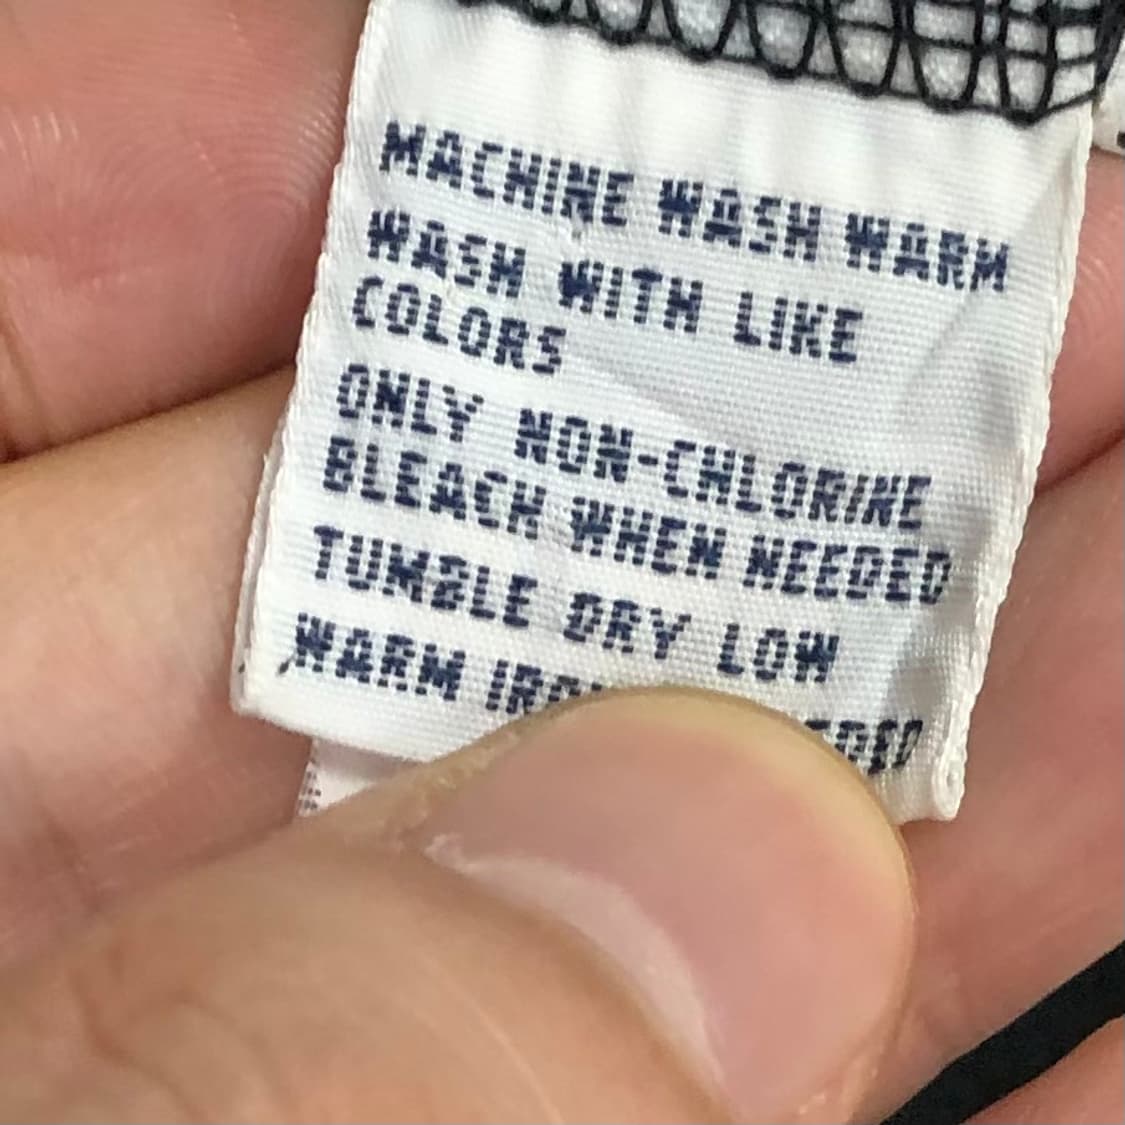 MACHINE WASH WARM
WASH WITH LIKE
COLORS
ONLY NON-CHLORINE
BLEACH WHEN NEEDED
TUMBLE DRY LOW
WARM